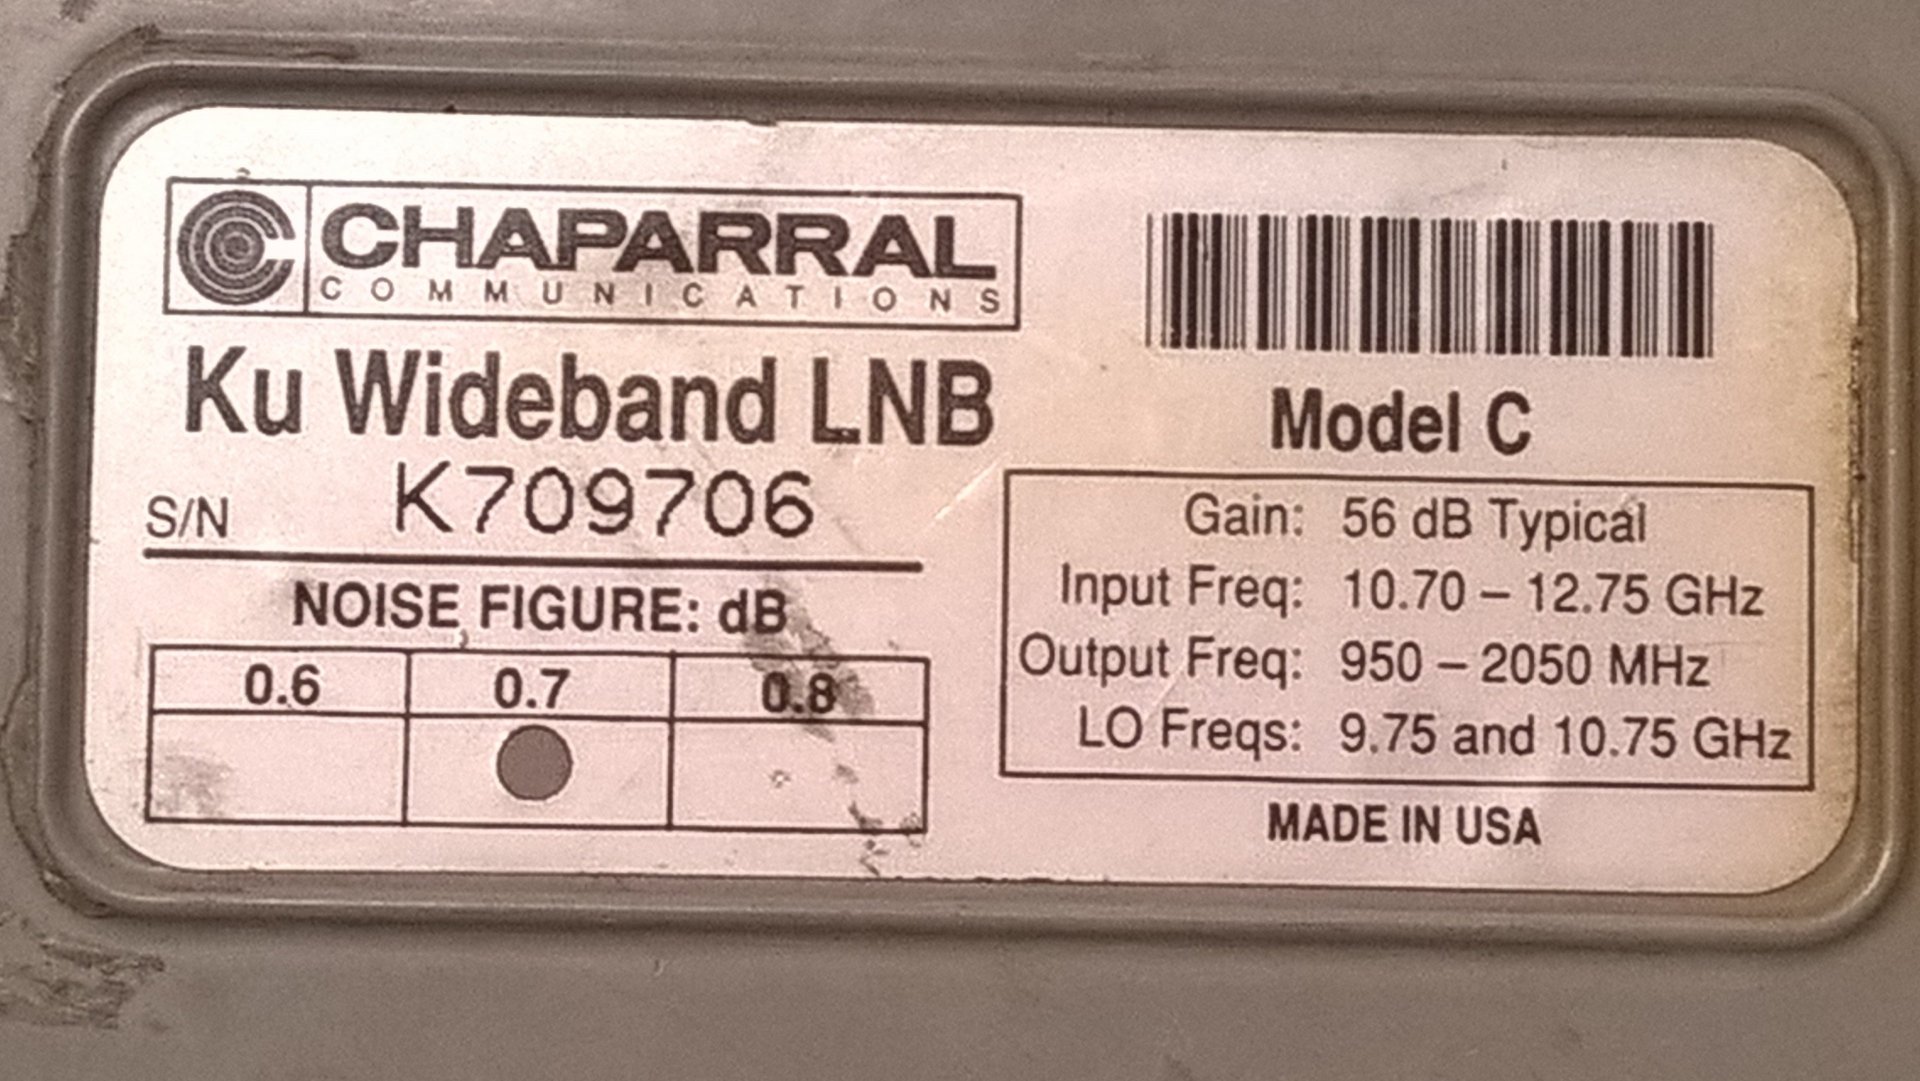 CHAPARRAL
COMMUNICATIONS
Ku Wideband LNB
S/N K709706
NOISE FIGURE: dB
0.6 0.7 0.8
Model C
Gain: 56 dB Typical
Input Freq: 10.70 – 12.75 GHz
Output Freq: 950 – 2050 MHz
LO Freqs: 9.75 and 10.75 GHz
MADE IN USA